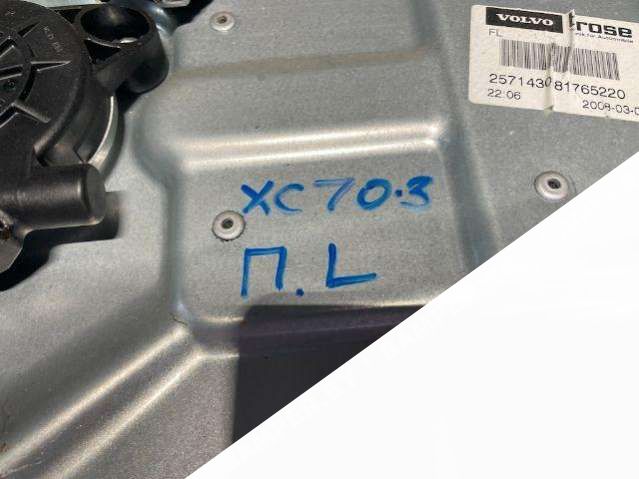 VOLVO rose
FL
2571430 81765220
22:06 2008-03-0
XC70.3
П.L